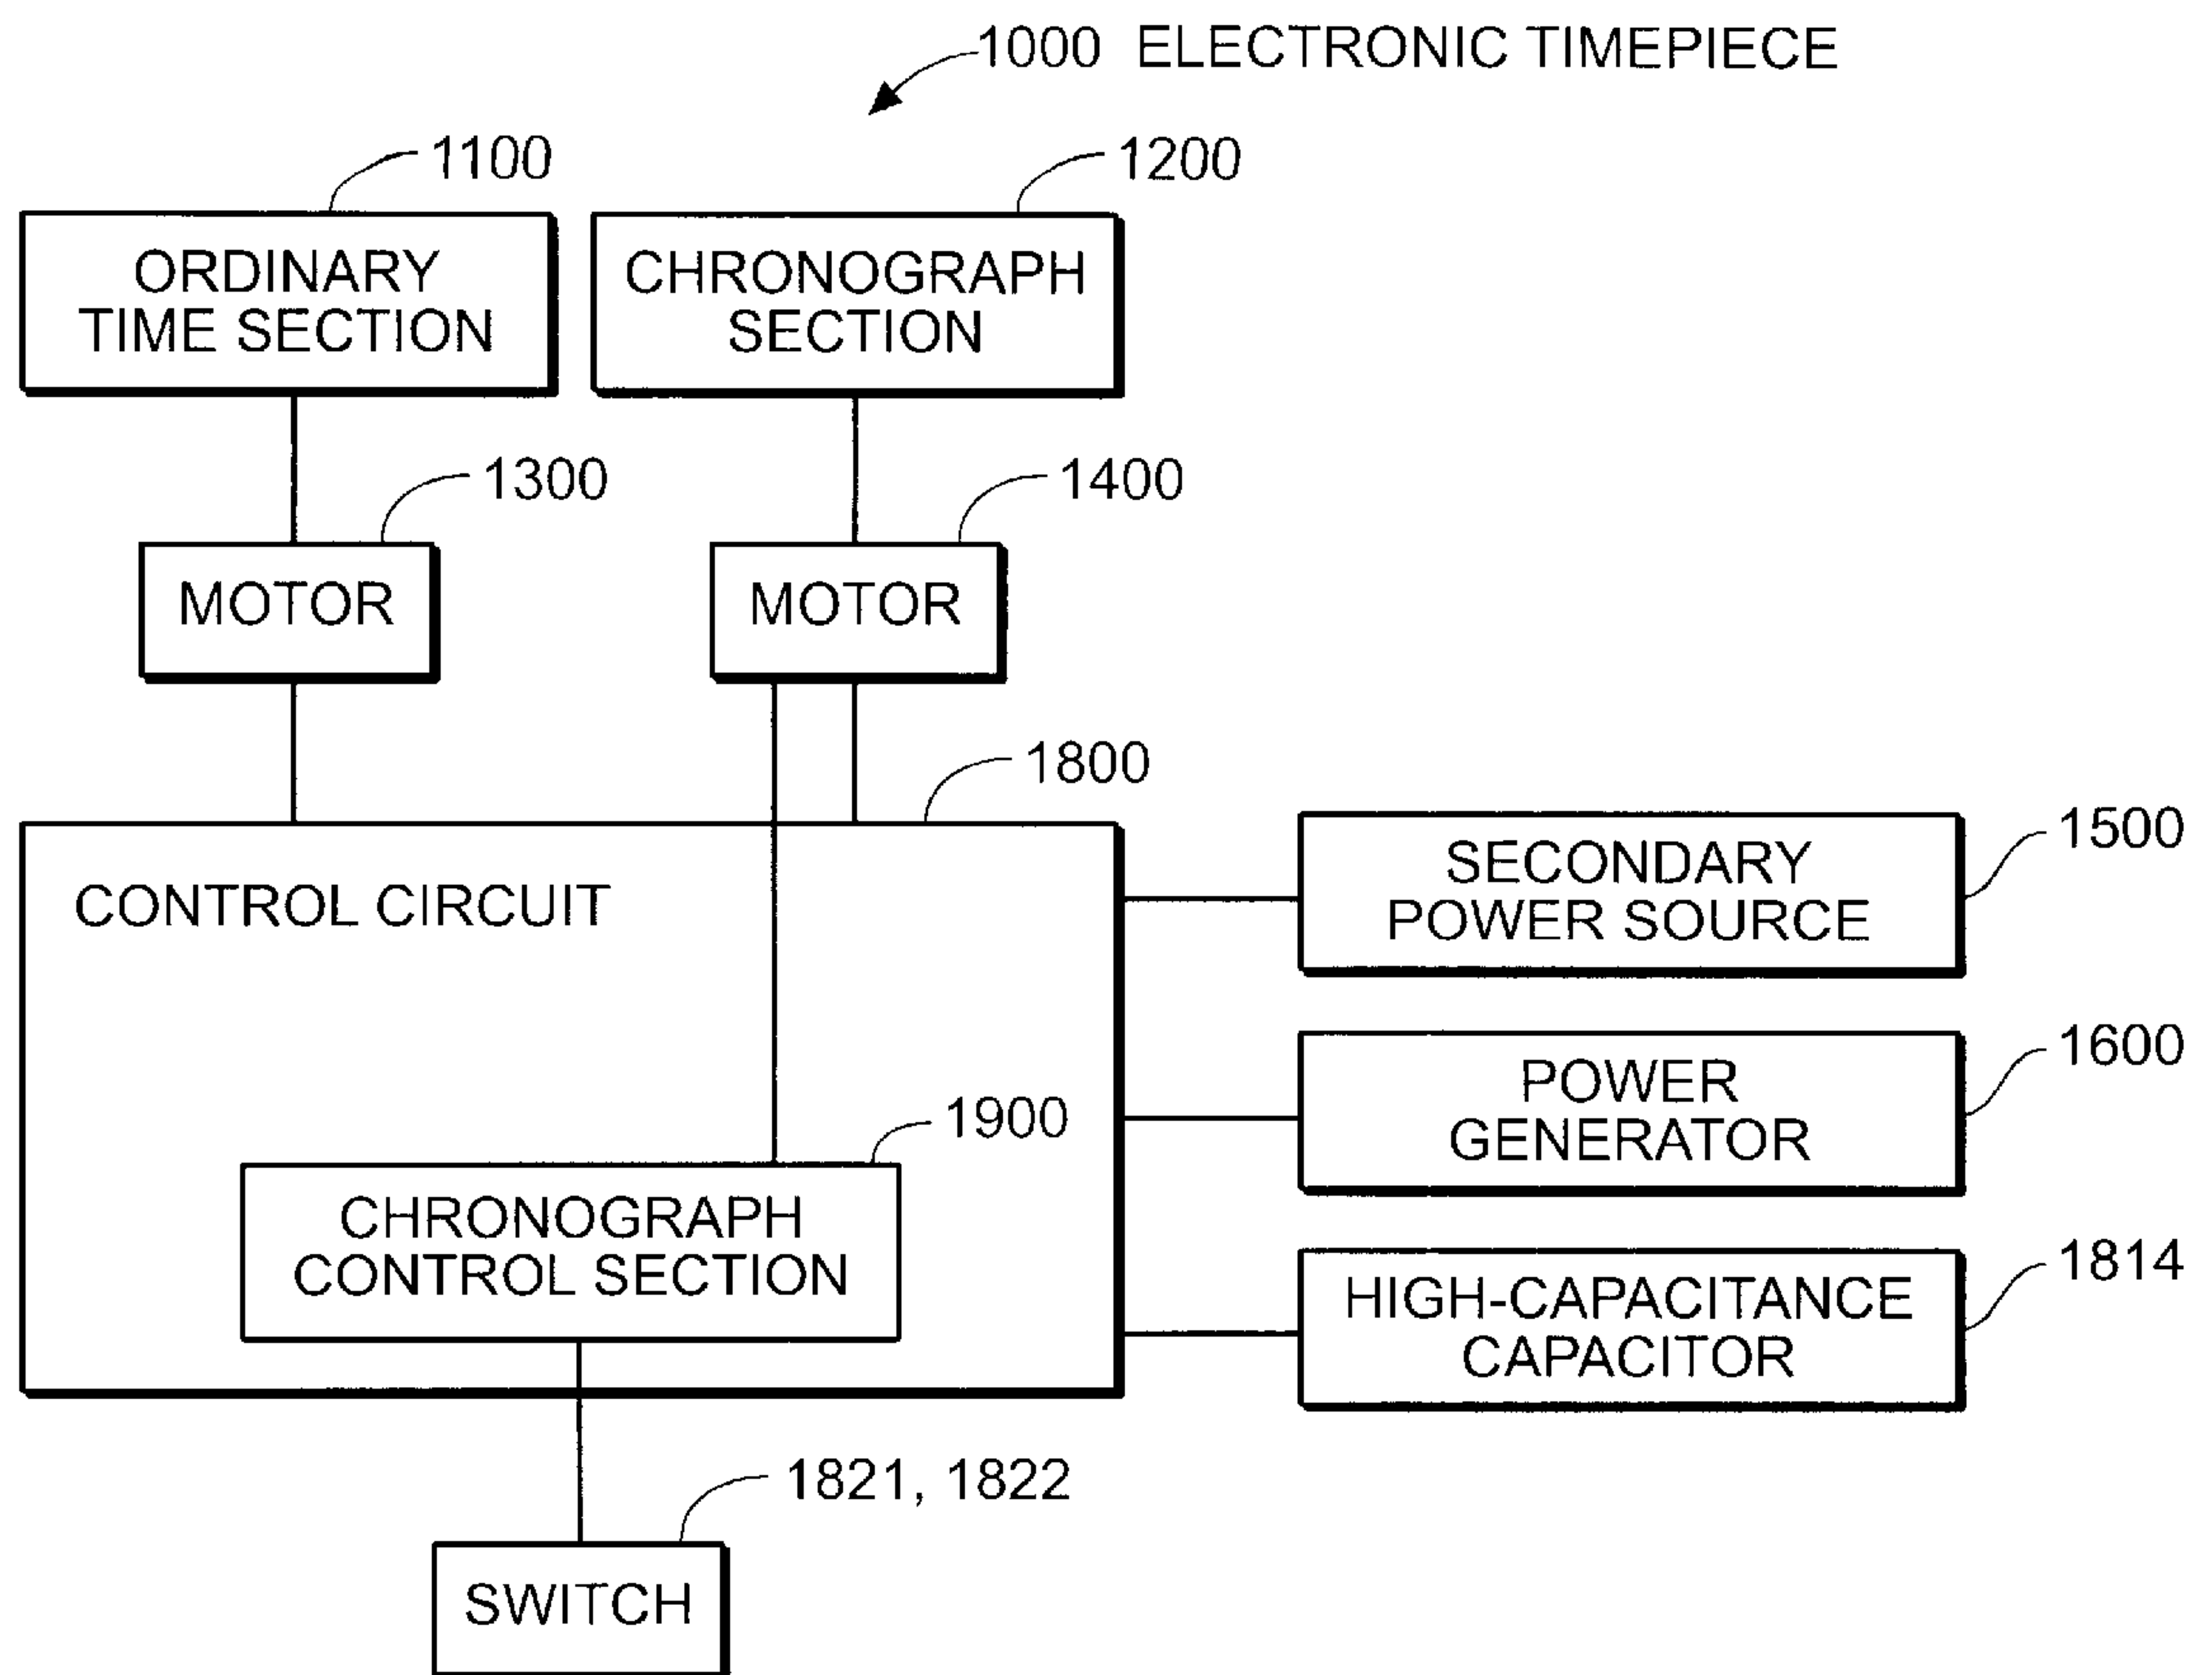 1000 ELECTRONIC TIMEPIECE
1100
1200
ORDINARY
TIME SECTION
CHRONOGRAPH
SECTION
1300
1400
MOTOR
MOTOR
1800
CONTROL CIRCUIT
1500
SECONDARY
POWER SOURCE
1600
POWER
GENERATOR
1900
CHRONOGRAPH
CONTROL SECTION
1814
HIGH-CAPACITANCE
CAPACITOR
1821, 1822
SWITCH